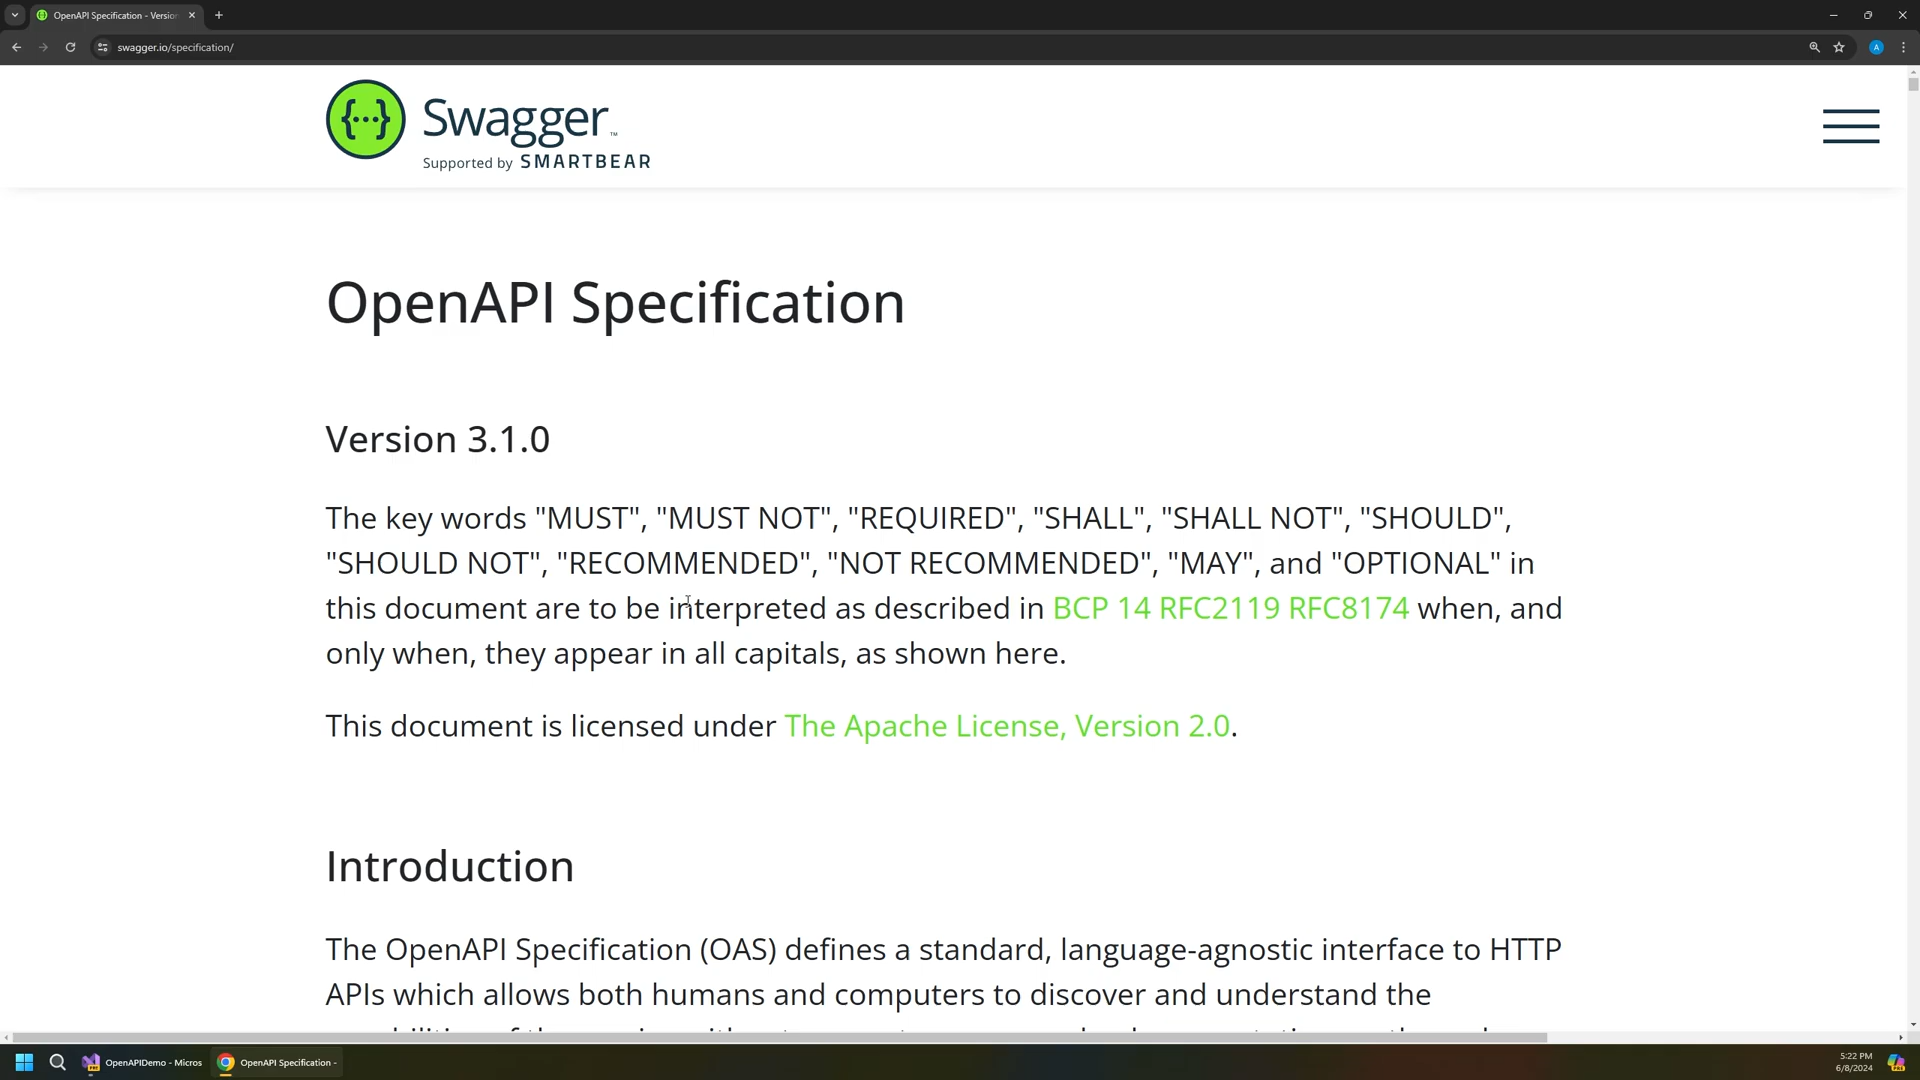 OpenAPI Specification - Versio
swagger.io/specification/
A
{...} Swagger™
Supported by SMARTBEAR
OpenAPI Specification
Version 3.1.0
The key words "MUST", "MUST NOT", "REQUIRED", "SHALL", "SHALL NOT", "SHOULD",
"SHOULD NOT", "RECOMMENDED", "NOT RECOMMENDED", "MAY", and "OPTIONAL" in
this document are to be interpreted as described in BCP 14 RFC2119 RFC8174 when, and
only when, they appear in all capitals, as shown here.
This document is licensed under The Apache License, Version 2.0.
Introduction
The OpenAPI Specification (OAS) defines a standard, language-agnostic interface to HTTP
APIs which allows both humans and computers to discover and understand the
OpenAPIDemo - Micros
OpenAPI Specification -
5:22 PM
6/8/2024